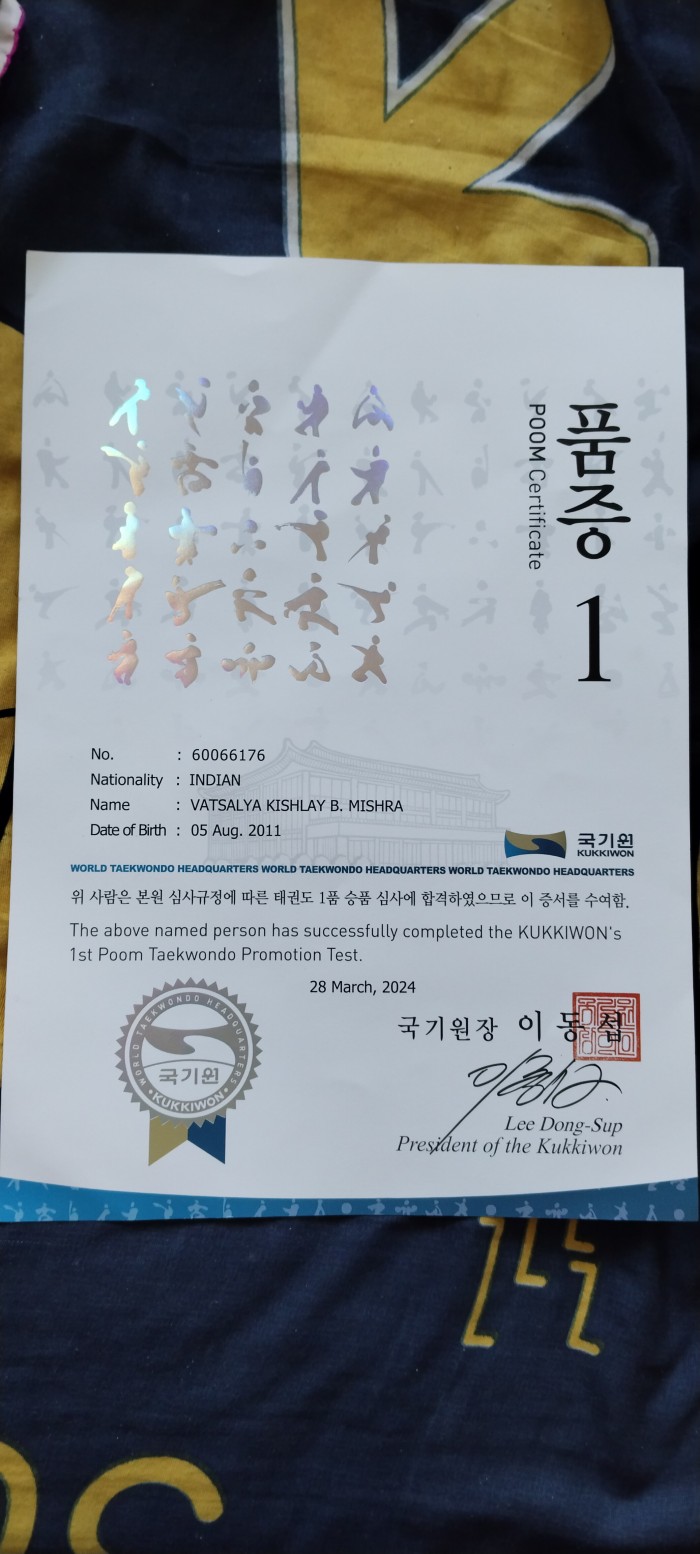 품증 1
POOM Certificate
No. : 60066176
Nationality : INDIAN
Name : VATSALYA KISHLAY B. MISHRA
Date of Birth : 05 Aug. 2011
국기원
KUKKIWON
WORLD TAEKWONDO HEADQUARTERS WORLD TAEKWONDO HEADQUARTERS WORLD TAEKWONDO HEADQUARTERS
위 사람은 본원 심사규정에 따른 태권도 1품 승품 심사에 합격하였으므로 이 증서를 수여함.
The above named person has successfully completed the KUKKIWON's
1st Poom Taekwondo Promotion Test.
28 March, 2024
WORLD TAEKWONDO HEADQUARTERS
국기원
•KUKKIWON•
국기원장 이동섭
Lee Dong-Sup
President of the Kukkiwon